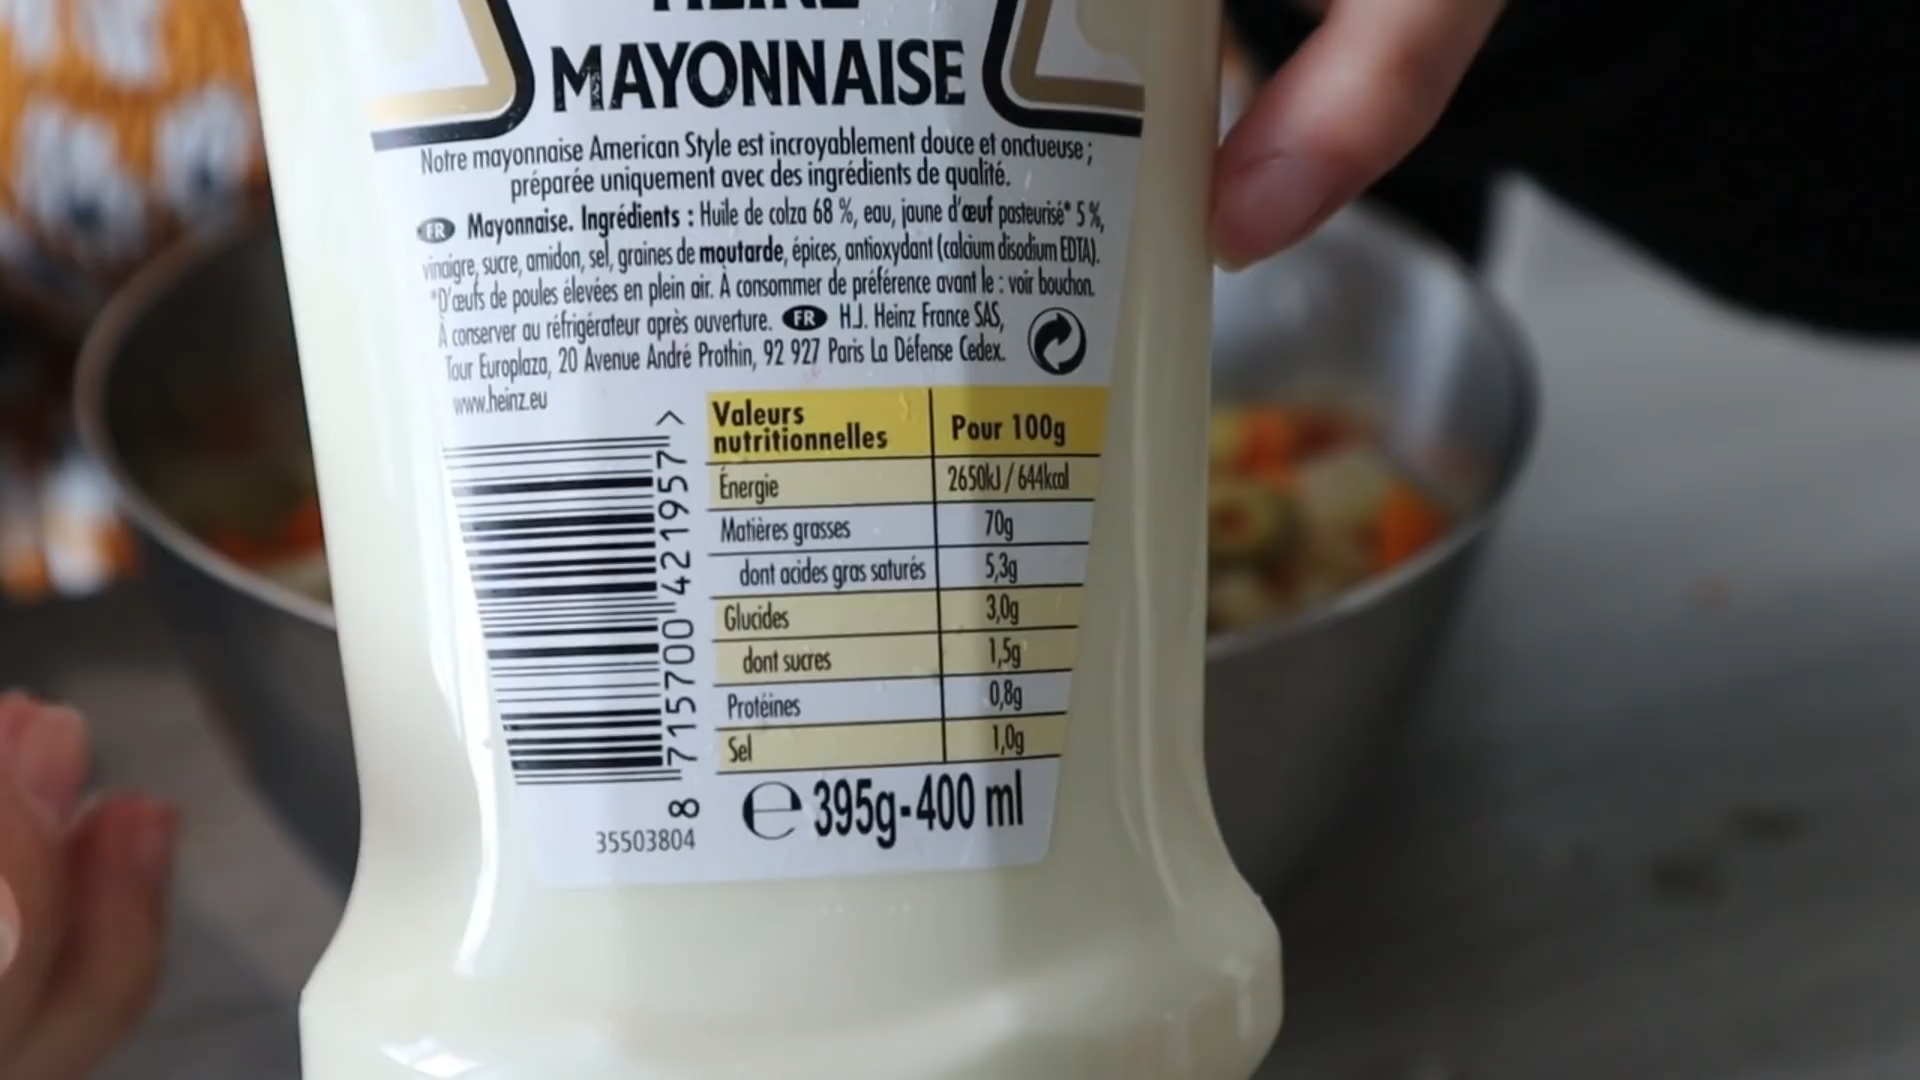 HEINZ
MAYONNAISE
Notre mayonnaise American Style est incroyablement douce et onctueuse ;
préparée uniquement avec des ingrédients de qualité.
FR Mayonnaise. Ingrédients : Huile de colza 68 %, eau, jaune d'œuf pasteurisé* 5 %,
vinaigre, sucre, amidon, sel, graines de moutarde, épices, antioxydant (calcium disodium EDTA).
*D'œufs de poules élevées en plein air. À consommer de préférence avant le : voir bouchon.
À conserver au réfrigérateur après ouverture. FR H.J. Heinz France SAS,
Tour Europlaza, 20 Avenue André Prothin, 92 927 Paris La Défense Cedex.
www.heinz.eu
Valeurs
nutritionnelles
Pour 100g
Énergie 2650kJ / 644kcal
Matières grasses 70g
dont acides gras saturés 5,3g
Glucides 3,0g
dont sucres 1,5g
Protéines 0,8g
Sel 1,0g
8 715700 421957 >
35503804
e 395g-400 ml